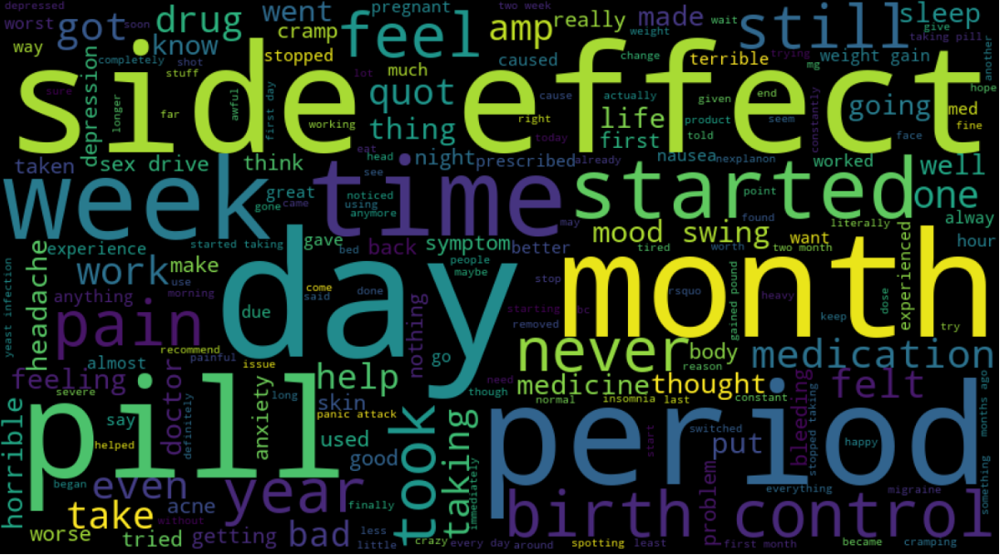 depressed
worst
way
got
drug
know
went
cramp
stopped
pregnant
feel
two week
amp
really
made
wait
weight
still
sleep
give
taking pill
another
completely
soon
shot
stuff
much
caused
change
terrible
trying
mg
weight gain
hope
side effect
depression
longer
sure
far
awful
first day
lot
working
quot
thing
cause
right
today
actually
life
first
given
product
told
end
seem
constantly
face
going
med
fine
taken
sex drive
think
eat
head
night
prescribed
already
nausea
nexplanon
worked
well
week
time
started
one
great
gone
came
see
noticed
using
anymore
may
point
found
literally
alway
hour
experience
started taking
gave
bed
back
symptom
better
people
maybe
mood swing
tired
worth
want
two month
experienced
headache
yeast infection
work
make
use
morning
day
month
come
said
done
stop
rsquo
heavy
gained pound
keep
dose
try
anything
pain
due
nothing
go
starting
bc
removed
never
body
reason
medication
almost
recommend
painful
issue
feeling
severe
doctor
definitely
help
though
need
medicine
thought
normal
insomnia
last
constant
bleeding
felt
months ago
horrible
pill
say
helped
anxiety
long
skin
panic attack
used
good
took
taking
immediately
period
start
switched
put
problem
stopped taking
happy
everything
migraine
something
began
even
year
finally
take
acne
without
worse
tried
getting
bad
less
little
crazy
every day
around
birth control
spotting
least
first month
became
cramping